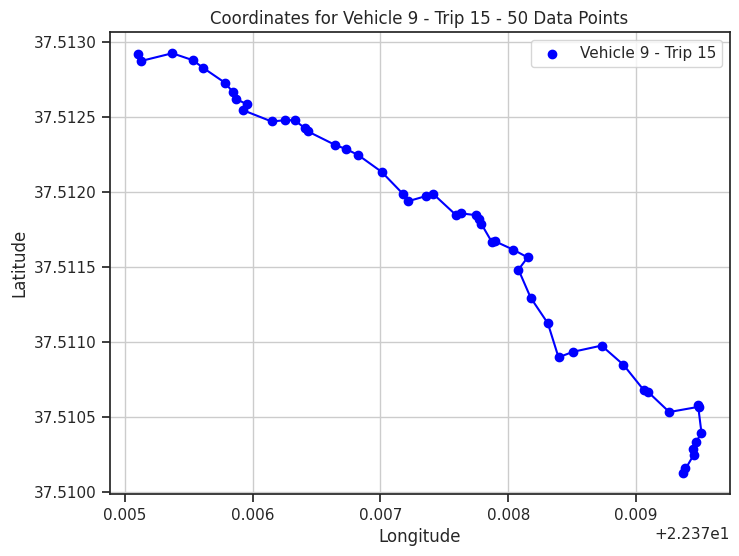 Coordinates for Vehicle 9 - Trip 15 - 50 Data Points
Vehicle 9 - Trip 15
37.5130
37.5125
37.5120
37.5115
37.5110
37.5105
37.5100
Latitude
0.005
0.006
0.007
0.008
0.009
+2.237e1
Longitude